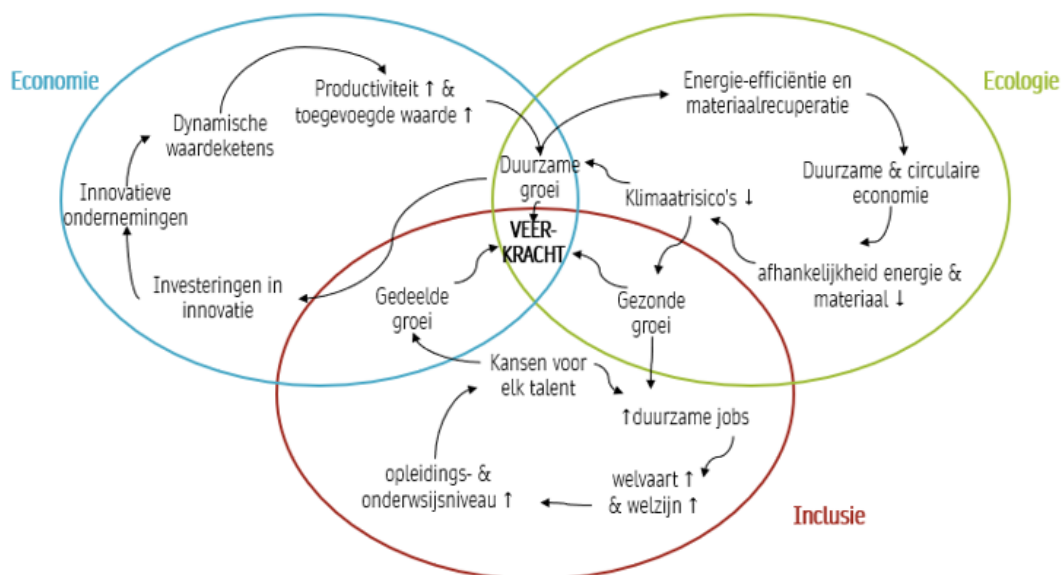 Economie
Ecologie
Productiviteit ↑ &
toegevoegde waarde ↑
Energie-efficiëntie en
materiaalrecuperatie
Dynamische
waardeketens
Duurzame
groei
Duurzame & circulaire
economie
Innovatieve
ondernemingen
Klimaatrisico's ↓
VEER-
KRACHT
Investeringen in
innovatie
Gedeelde
groei
Gezonde
groei
afhankelijkheid energie &
materiaal ↓
Kansen voor
elk talent
↑duurzame jobs
opleidings- &
onderwsijsniveau ↑
welvaart ↑
& welzijn ↑
Inclusie